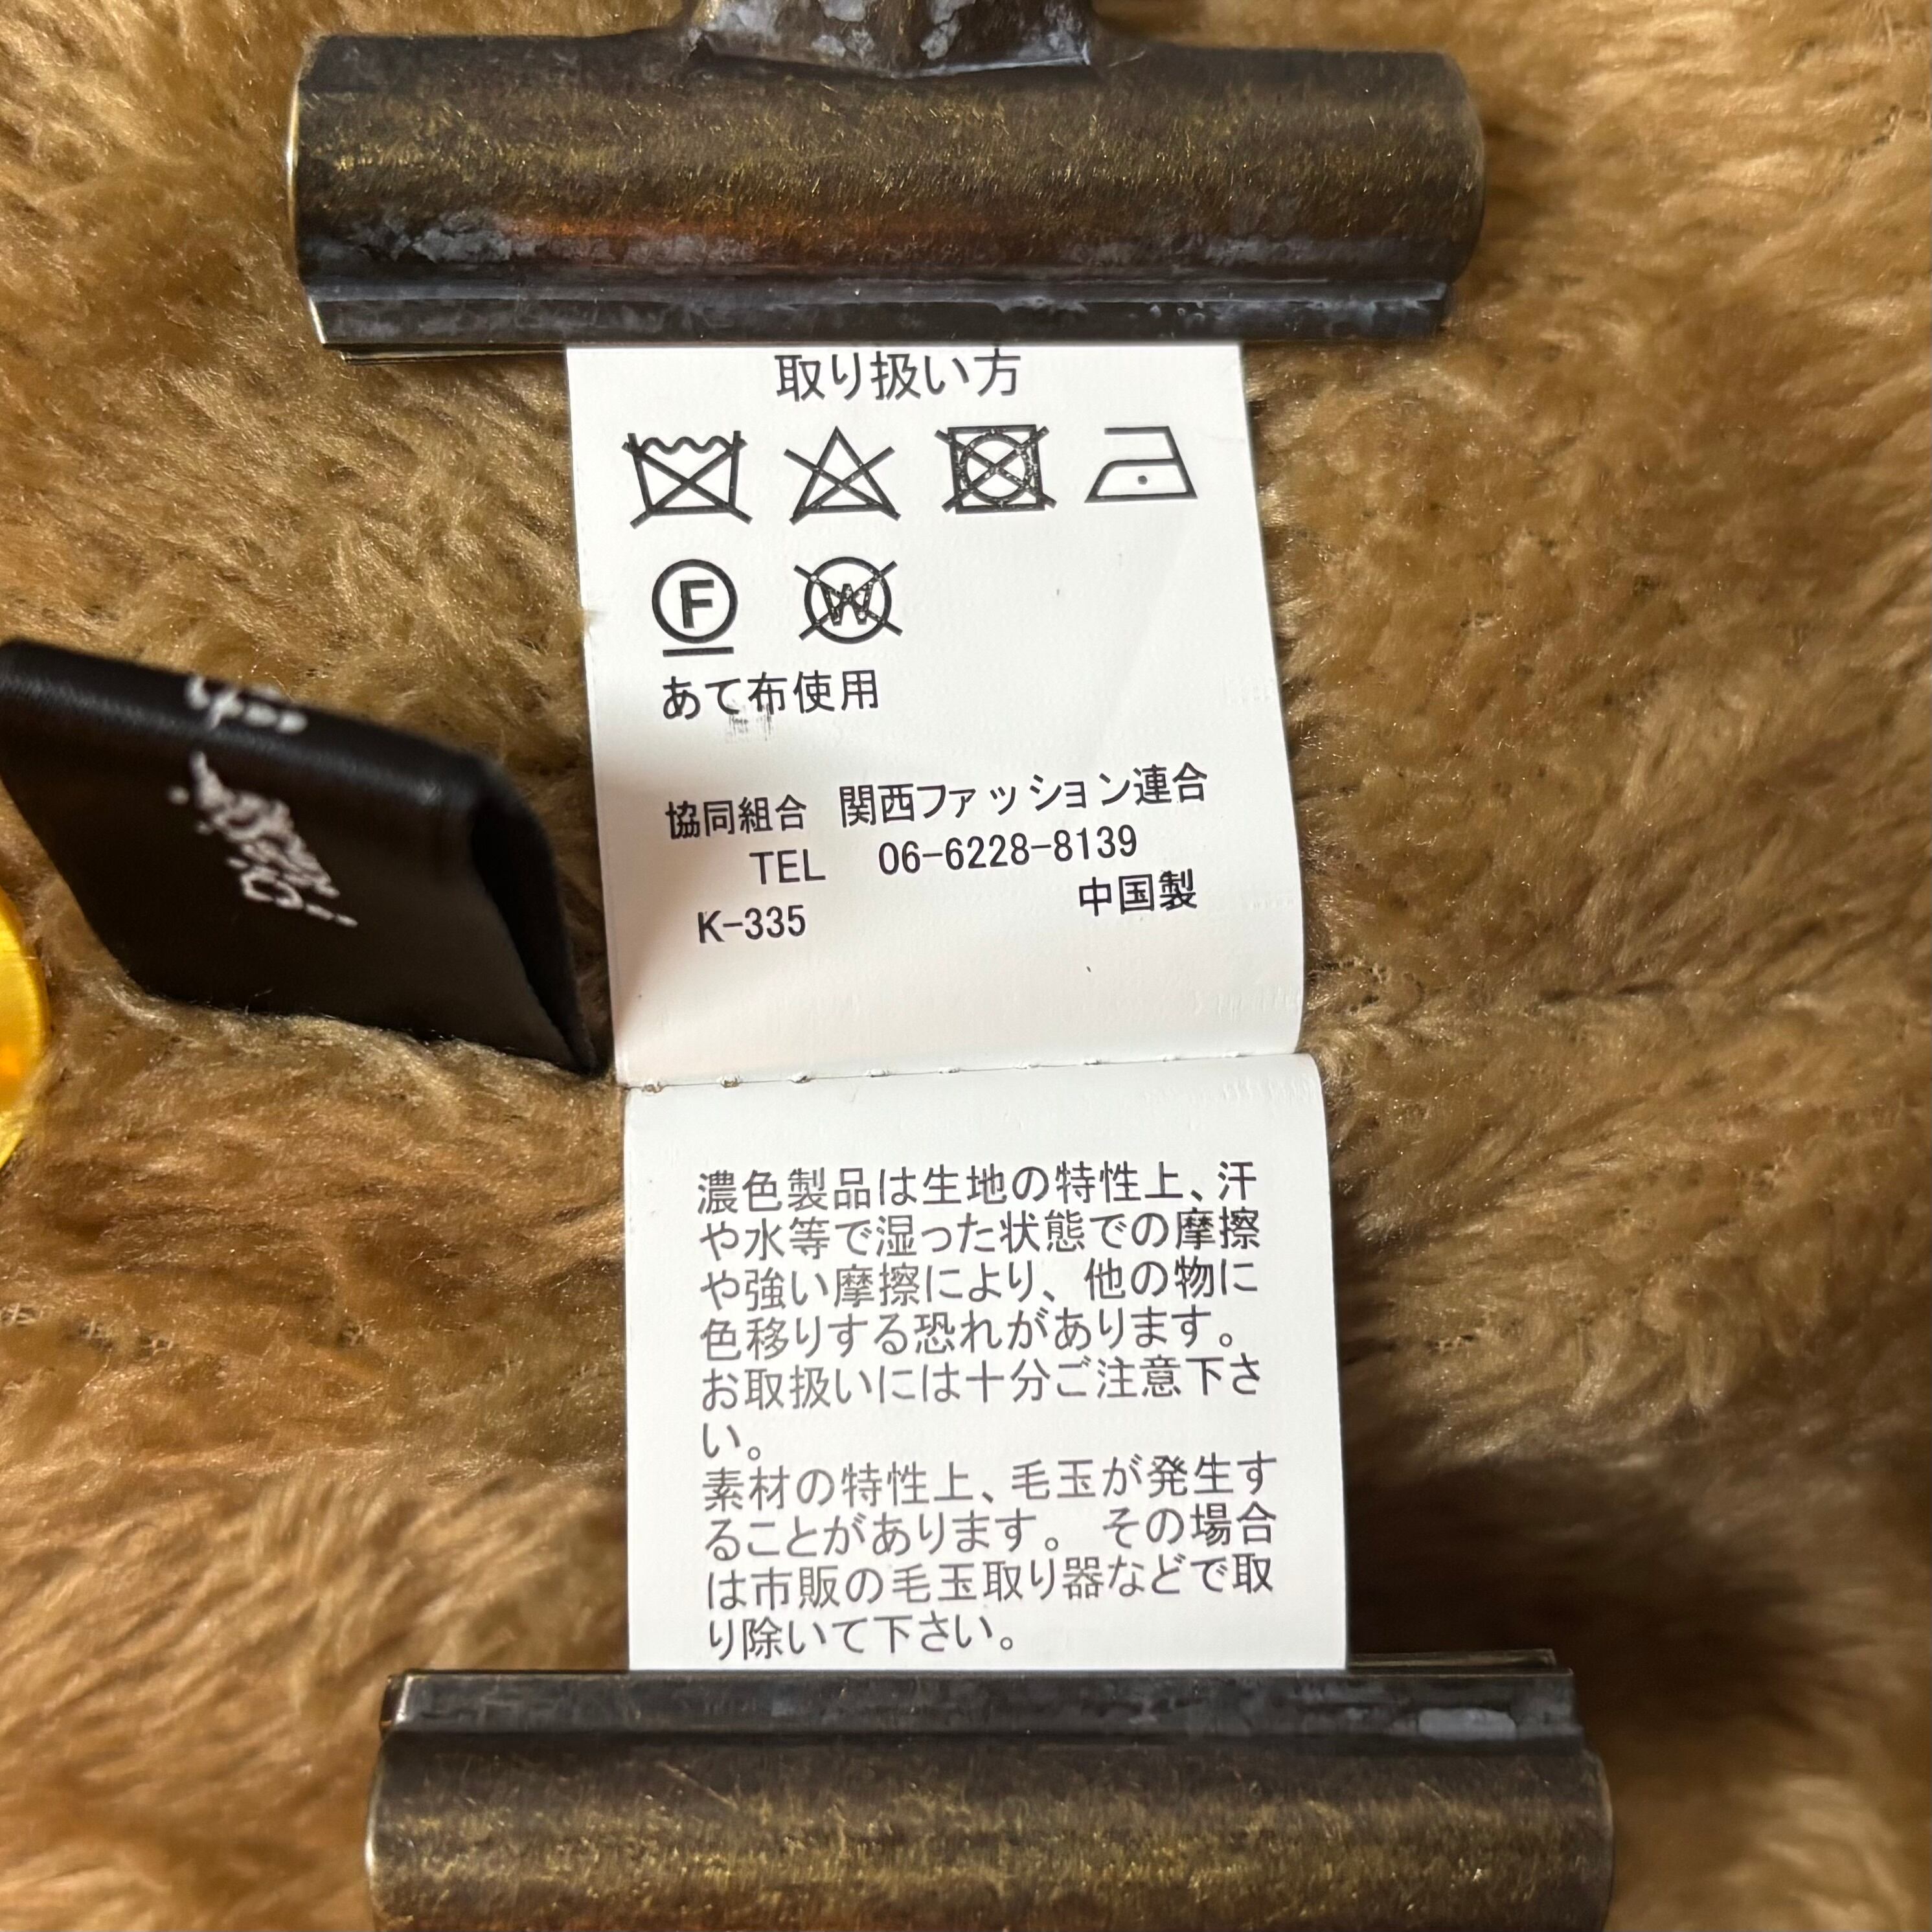 取り扱い方
F W
あて布使用
協同組合 関西ファッション連合
TEL 06-6228-8139
中国製
K-335
濃色製品は生地の特性上、汗
や水等で湿った状態での摩擦
や強い摩擦により、他の物に
色移りする恐れがあります。
お取扱いには十分ご注意下さ
い。
素材の特性上、毛玉が発生す
ることがあります。 その場合
は市販の毛玉取り器などで取
り除いて下さい。